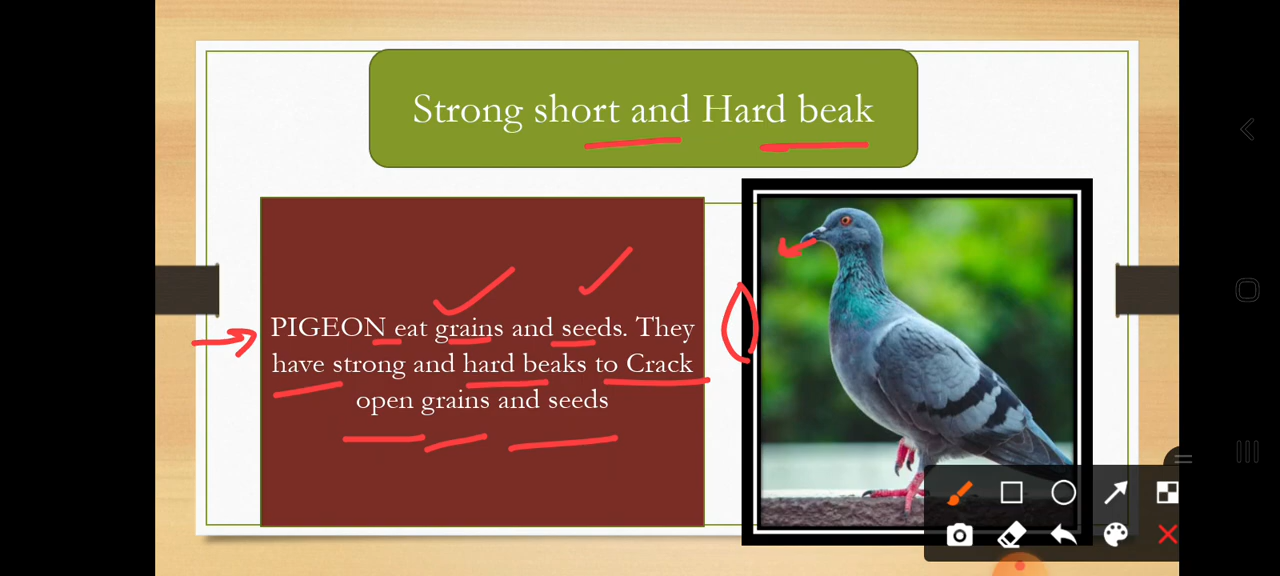 Strong short and Hard beak
PIGEON eat grains and seeds. They
have strong and hard beaks to Crack
open grains and seeds